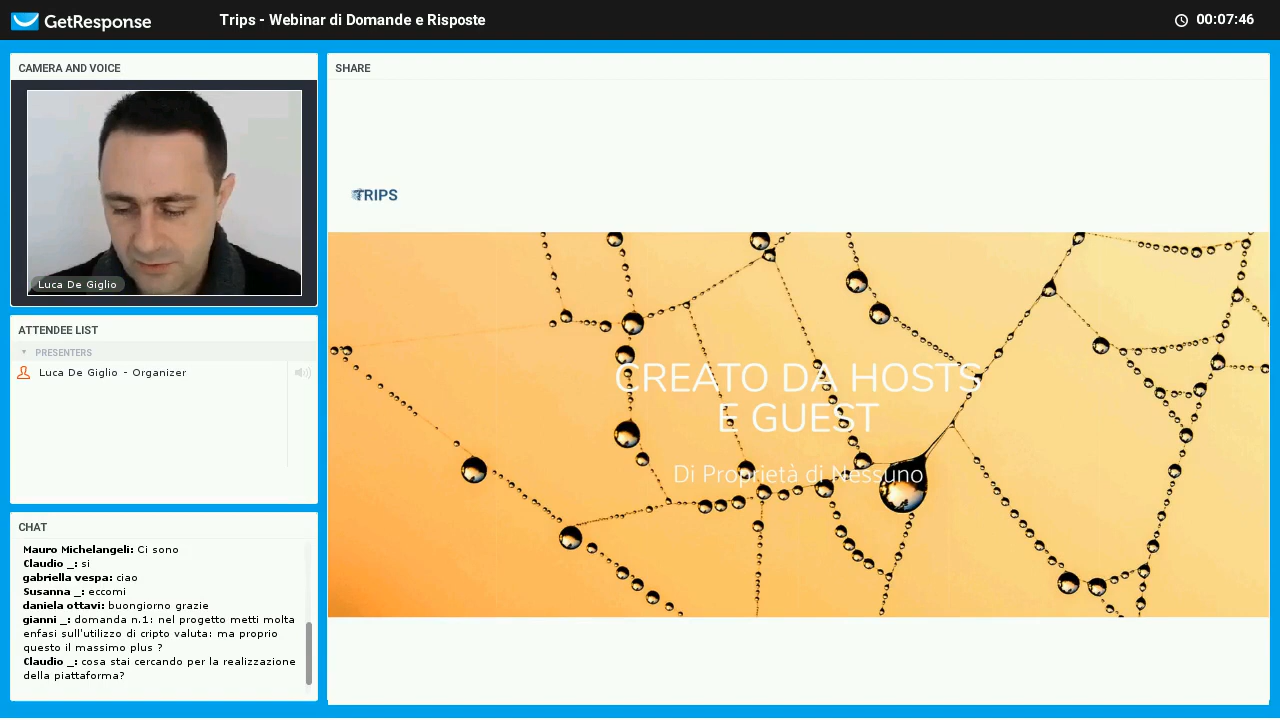 GetResponse
Trips - Webinar di Domande e Risposte
00:07:46
CAMERA AND VOICE
Luca De Giglio
ATTENDEE LIST
PRESENTERS
Luca De Giglio - Organizer
CHAT
Mauro Michelangeli: Ci sono
Claudio _: si
gabriella vespa: ciao
Susanna _: eccomi
daniela ottavi: buongiorno grazie
gianni _: domanda n.1: nel progetto metti molta
enfasi sull'utilizzo di cripto valuta: ma proprio
questo il massimo plus ?
Claudio _: cosa stai cercando per la realizzazione
della piattaforma?
SHARE
TRIPS
CREATO DA HOSTS
E GUEST
Di Proprietà di Nessuno